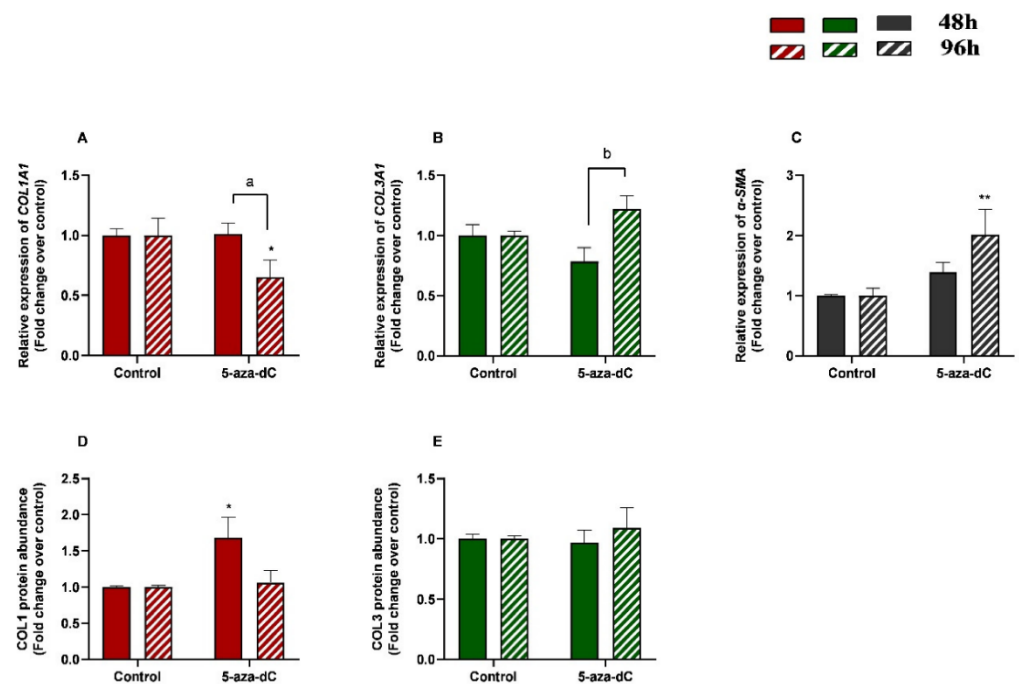 48h
96h
A
Relative expression of COL1A1
(Fold change over control)
1.5
1.0
0.5
0.0
a
*
Control
5-aza-dC
B
Relative expression of COL3A1
(Fold change over control)
1.5
1.0
0.5
0.0
b
Control
5-aza-dC
C
Relative expression of α-SMA
(Fold change over control)
3
2
1
0
**
Control
5-aza-dC
D
COL1 protein abundance
(Fold change over control)
2.5
2.0
1.5
1.0
0.5
0.0
*
Control
5-aza-dC
E
COL3 protein abundance
(Fold change over control)
1.5
1.0
0.5
0.0
Control
5-aza-dC